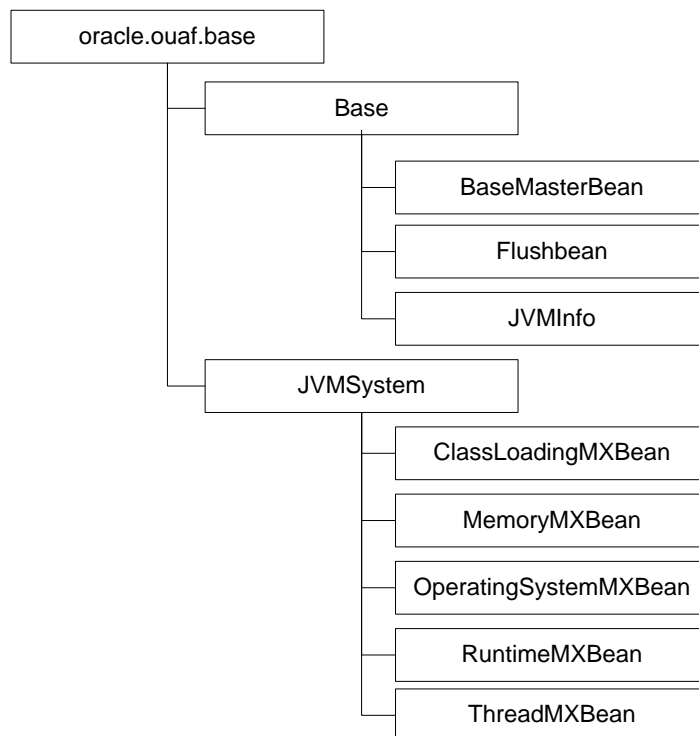 oracle.ouaf.base
Base
BaseMasterBean
Flushbean
JVMInfo
JVMSystem
ClassLoadingMXBean
MemoryMXBean
OperatingSystemMXBean
RuntimeMXBean
ThreadMXBean